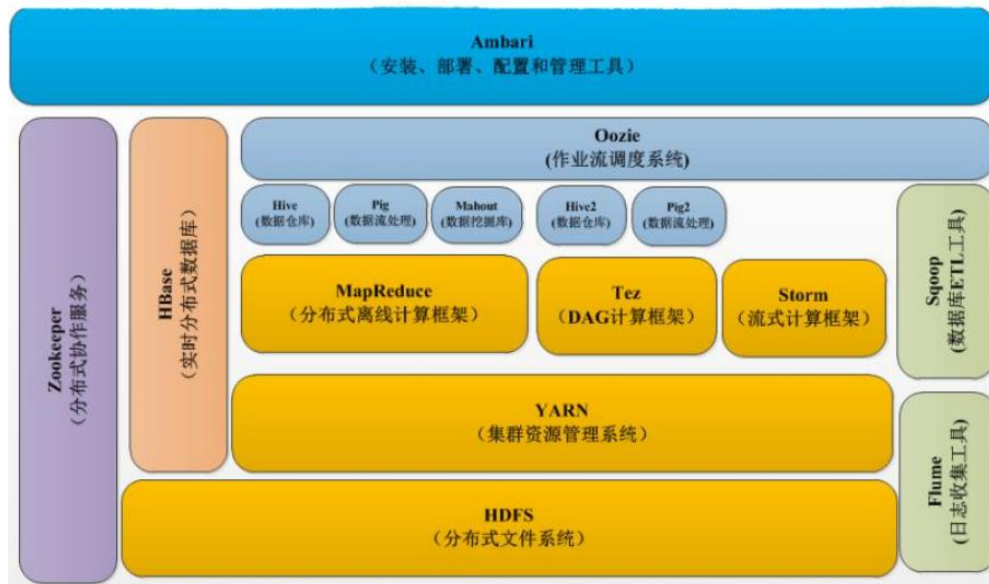 Ambari
（安装、部署、配置和管理工具）
Zookeeper
（分布式协作服务）
HBase
（实时分布式数据库）
Oozie
(作业流调度系统)
Hive
(数据仓库)
Pig
(数据流处理)
Mahout
(数据挖掘库)
Hive2
(数据仓库)
Pig2
(数据流处理)
MapReduce
（分布式离线计算框架）
Tez
（DAG计算框架）
Storm
（流式计算框架）
Sqoop
(数据库ETL工具)
YARN
（集群资源管理系统）
Flume
(日志收集工具)
HDFS
（分布式文件系统）